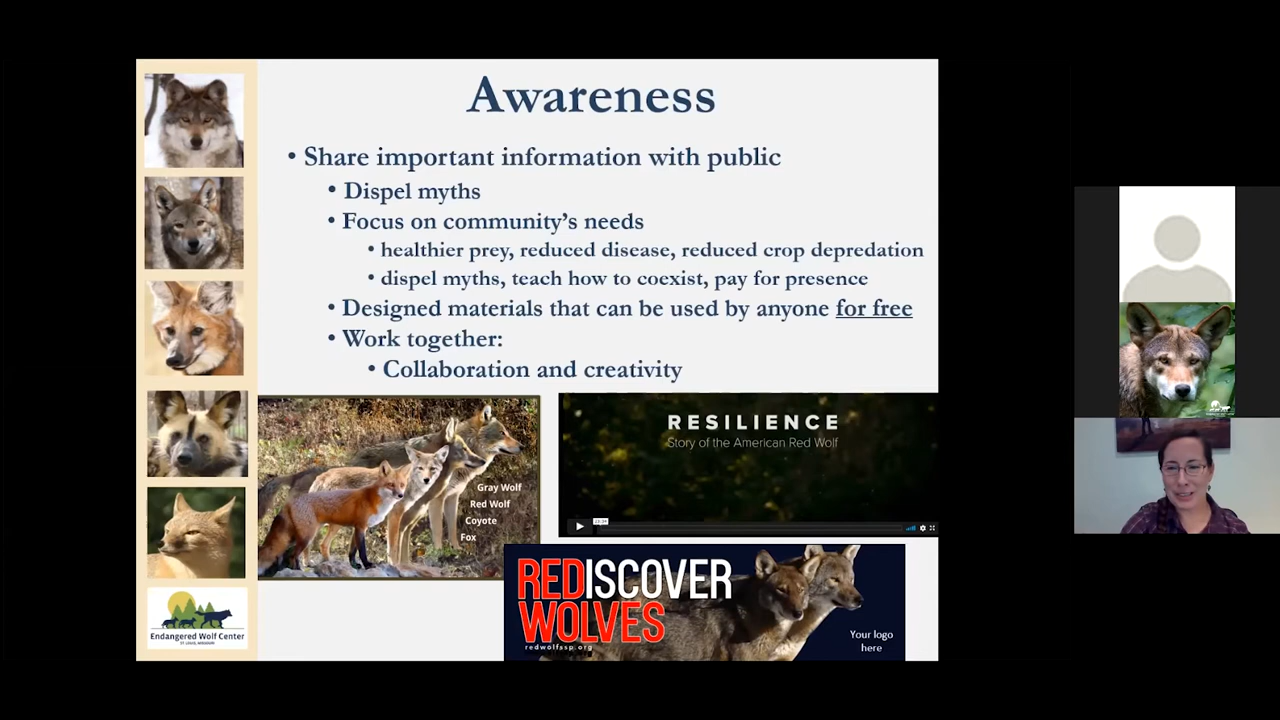 Awareness
• Share important information with public
• Dispel myths
• Focus on community's needs
• healthier prey, reduced disease, reduced crop depredation
• dispel myths, teach how to coexist, pay for presence
• Designed materials that can be used by anyone for free
• Work together:
• Collaboration and creativity
Gray Wolf
Red Wolf
Coyote
Fox
RESILIENCE
Story of the American Red Wolf
REDISCOVER
WOLVES
redwolfssp.org
Your logo
here
Endangered Wolf Center
ST. LOUIS, MISSOURI